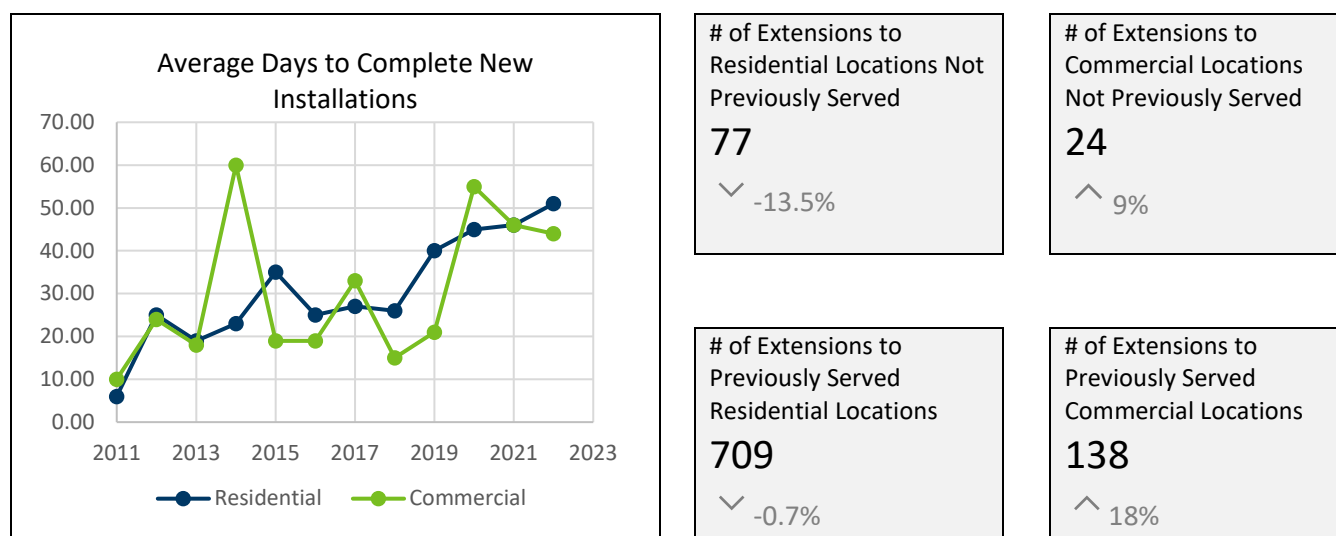 Average Days to Complete New
Installations
70.00
60.00
50.00
40.00
30.00
20.00
10.00
0.00
2011 2013 2015 2017 2019 2021 2023
Residential Commercial
# of Extensions to
Residential Locations Not
Previously Served
77
-13.5%
# of Extensions to
Commercial Locations
Not Previously Served
24
9%
# of Extensions to
Previously Served
Residential Locations
709
-0.7%
# of Extensions to
Previously Served
Commercial Locations
138
18%